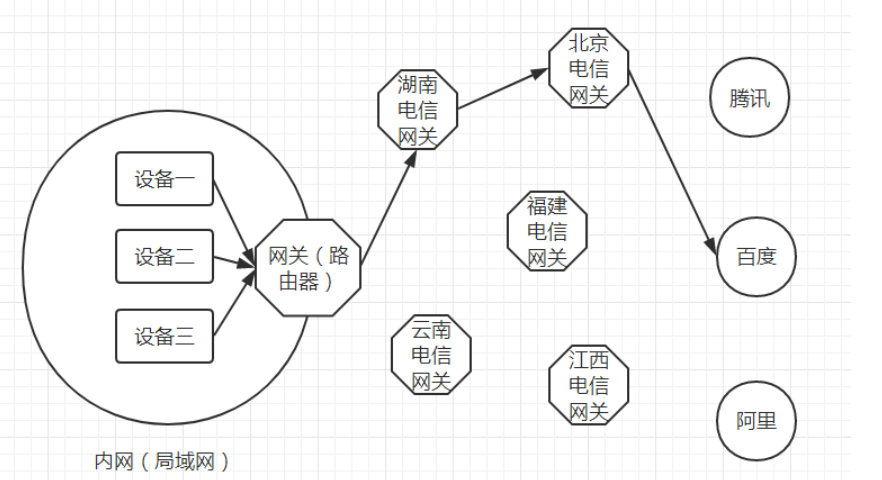 北京
电信
网关
湖南
电信
网关
腾讯
设备一
福建
电信
网关
设备二
网关（路
由器）
百度
设备三
云南
电信
网关
江西
电信
网关
阿里
内网（局域网）